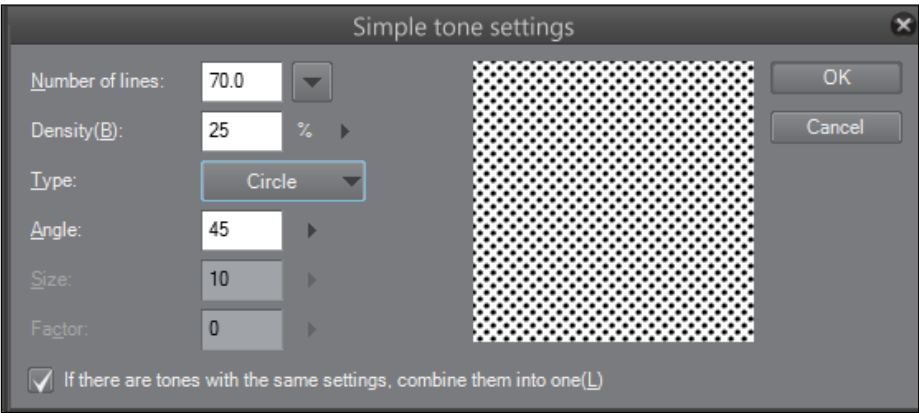 Simple tone settings
Number of lines: 70.0
OK
Density(B): 25 %
Cancel
Type: Circle
Angle: 45
Size: 10
Factor: 0
If there are tones with the same settings, combine them into one(L)